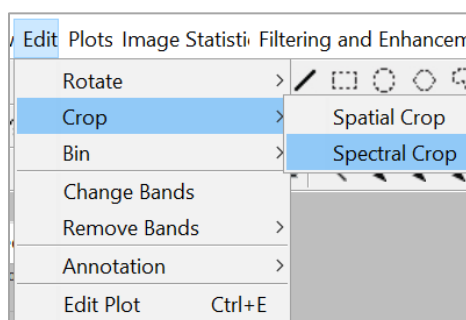 Edit Plots Image Statisti Filtering and Enhancem
Rotate >
Crop > Spatial Crop
Bin > Spectral Crop
Change Bands
Remove Bands >
Annotation >
Edit Plot Ctrl+E